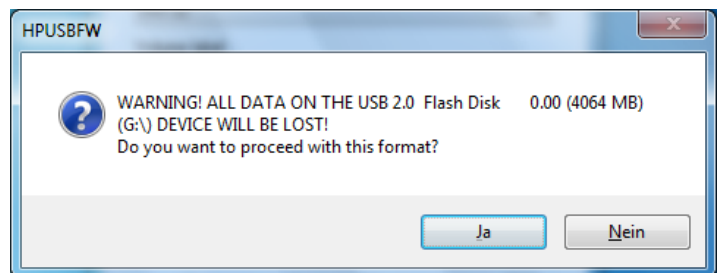 HPUSBFW
WARNING! ALL DATA ON THE USB 2.0  Flash Disk      0.00 (4064 MB)
(G:\) DEVICE WILL BE LOST!
Do you want to proceed with this format?
Ja
Nein